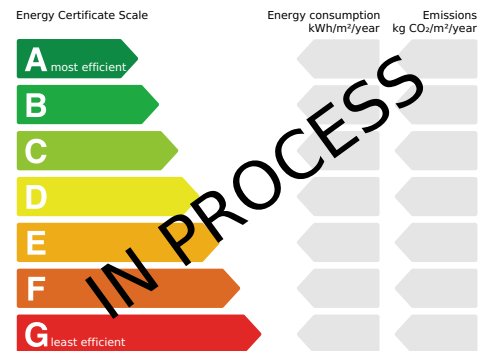 Energy Certificate Scale
Energy consumption
kWh/m²/year
Emissions
kg CO₂/m²/year
A most efficient
B
C
D
E
F
G least efficient
IN PROCESS